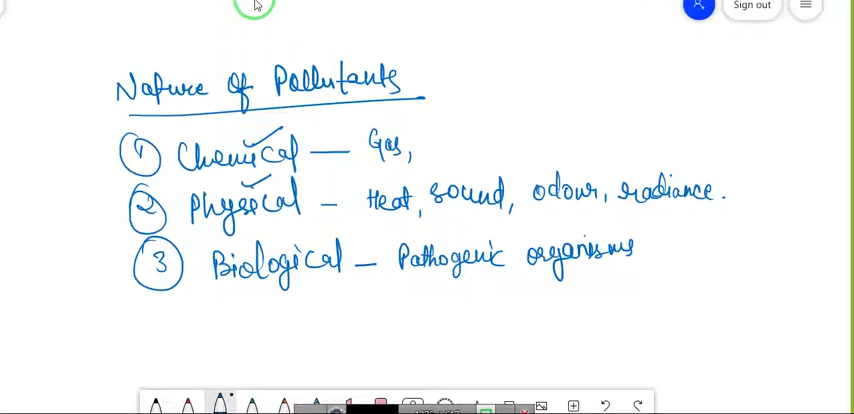 Sign out
Nature of Pollutants
1 Chemical — Gas,
2 Physical - Heat, sound, odour, radiance.
3 Biological - Pathogenic organisms